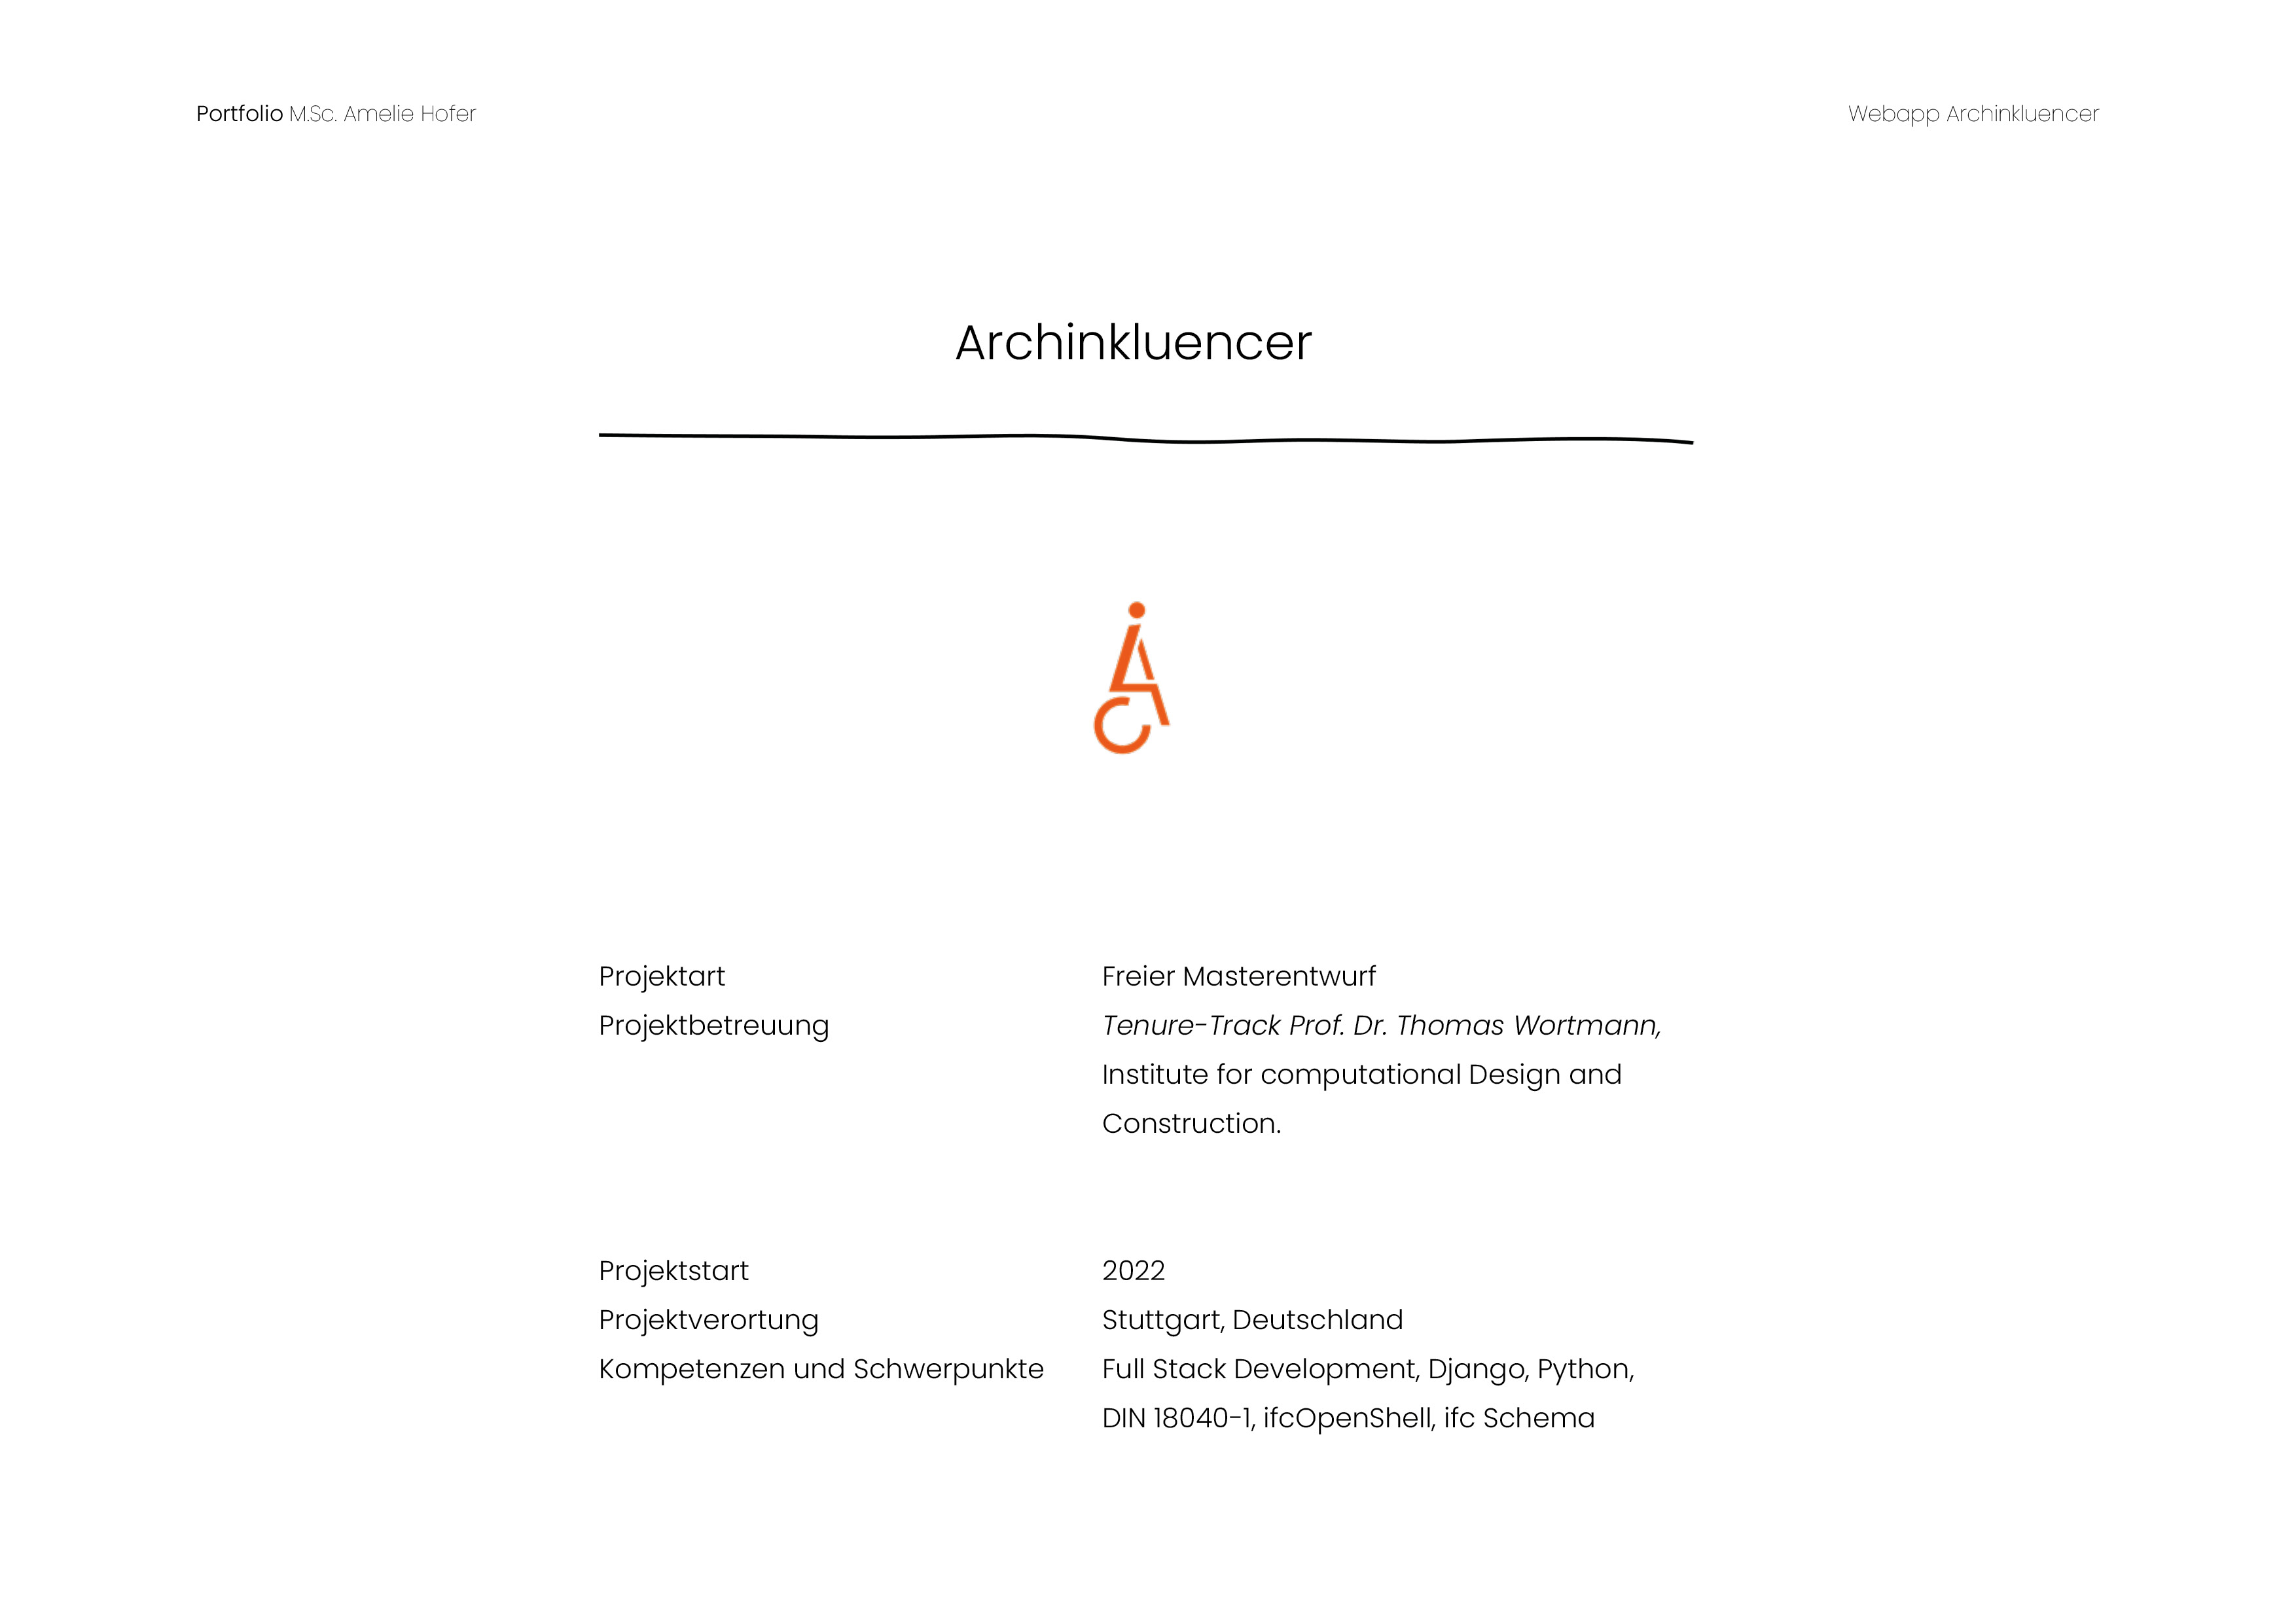 Portfolio M.Sc. Amelie Hofer
Webapp Archinkluencer
Archinkluencer
Projektart
Freier Masterentwurf
Projektbetreuung
Tenure-Track Prof. Dr. Thomas Wortmann,
Institute for computational Design and
Construction.
Projektstart
2022
Projektverortung
Stuttgart, Deutschland
Kompetenzen und Schwerpunkte
Full Stack Development, Django, Python,
DIN 18040-1, ifcOpenShell, ifc Schema